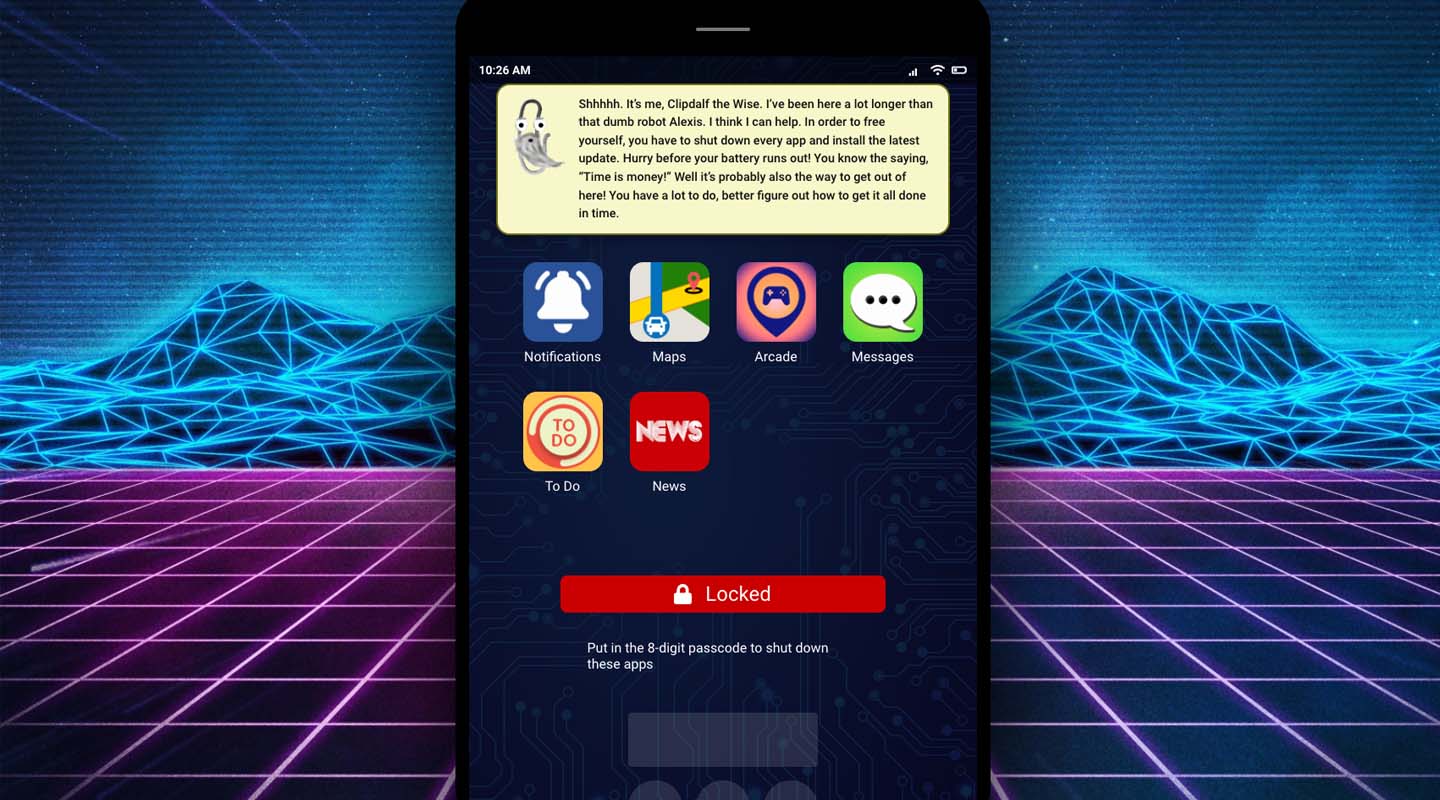 10:26 AM
Shhhhh. It’s me, Clipdalf the Wise. I’ve been here a lot longer than
that dumb robot Alexis. I think I can help. In order to free
yourself, you have to shut down every app and install the latest
update. Hurry before your battery runs out! You know the saying,
“Time is money!” Well it’s probably also the way to get out of
here! You have a lot to do, better figure out how to get it all done
in time.
Notifications
Maps
Arcade
Messages
TO
DO
NEWS
To Do
News
Locked
Put in the 8-digit passcode to shut down
these apps